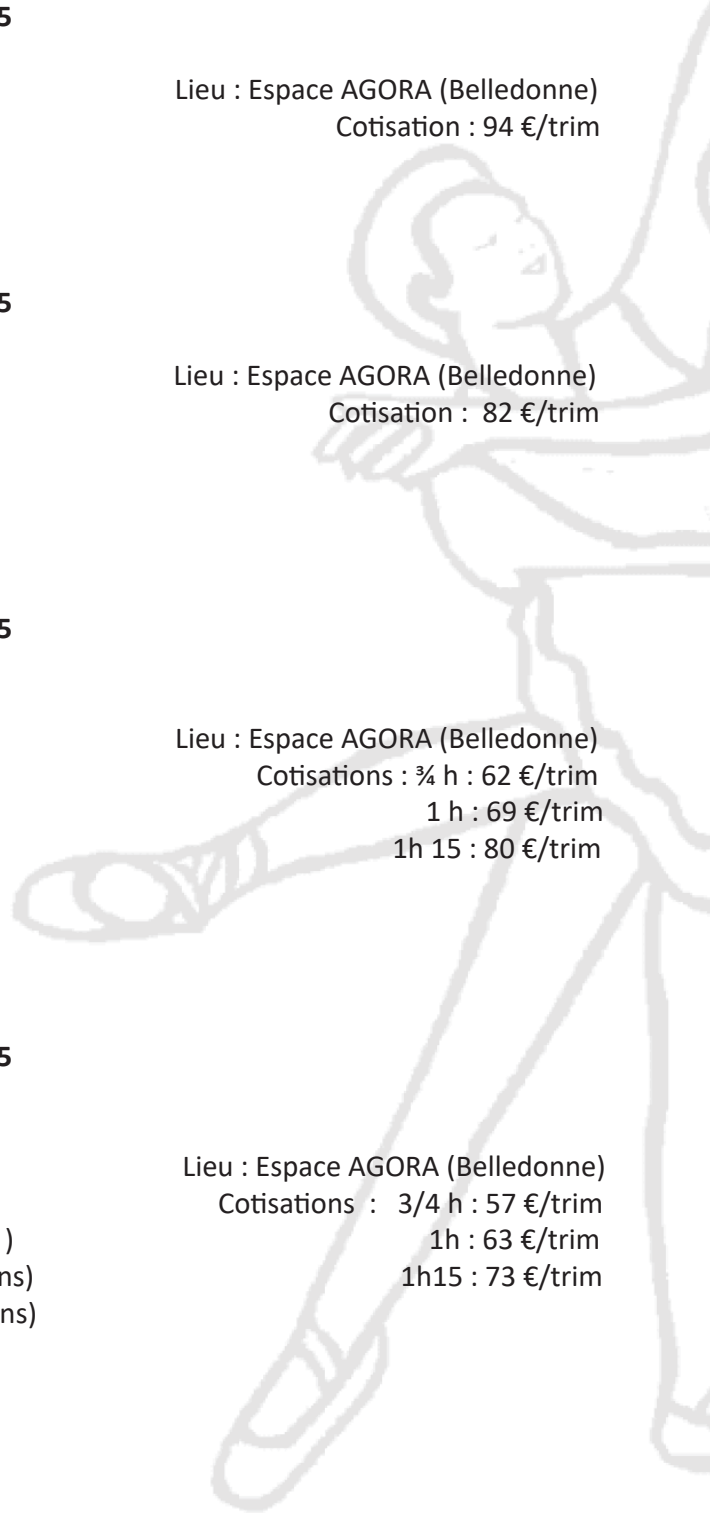 5
Lieu : Espace AGORA (Belledonne)
Cotisation : 94 €/trim
5
Lieu : Espace AGORA (Belledonne)
Cotisation :  82 €/trim
5
Lieu : Espace AGORA (Belledonne)
Cotisations : ¾ h : 62 €/trim
1 h : 69 €/trim
1h 15 : 80 €/trim
5
Lieu : Espace AGORA (Belledonne)
Cotisations  :   3/4 h : 57 €/trim
) 1h : 63 €/trim
ns) 1h15 : 73 €/trim
ns)